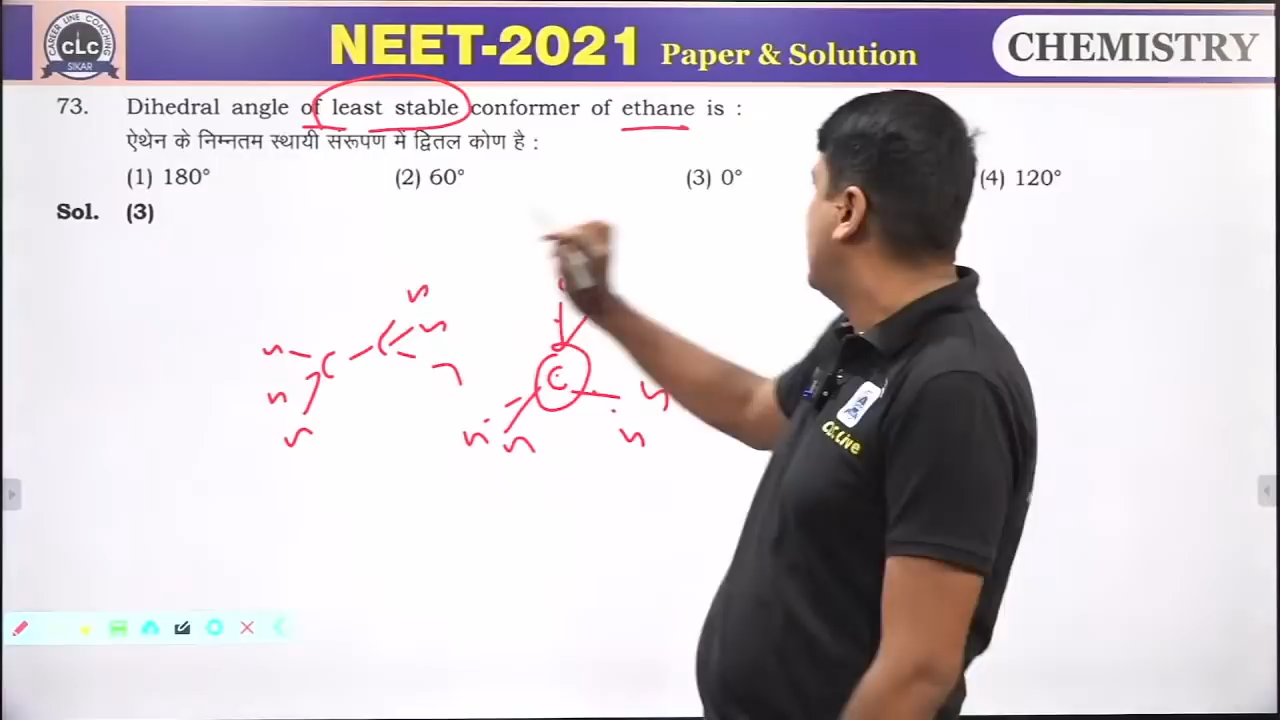 CAREER LINE COACHING
CLC
SIKAR
NEET-2021 Paper & Solution
CHEMISTRY
73. Dihedral angle of least stable conformer of ethane is :
ऐथेन के निम्नतम स्थायी संरूपण में द्वितल कोण है :
(1) 180° (2) 60° (3) 0° (4) 120°
Sol. (3)
C
C
C
CLC Live